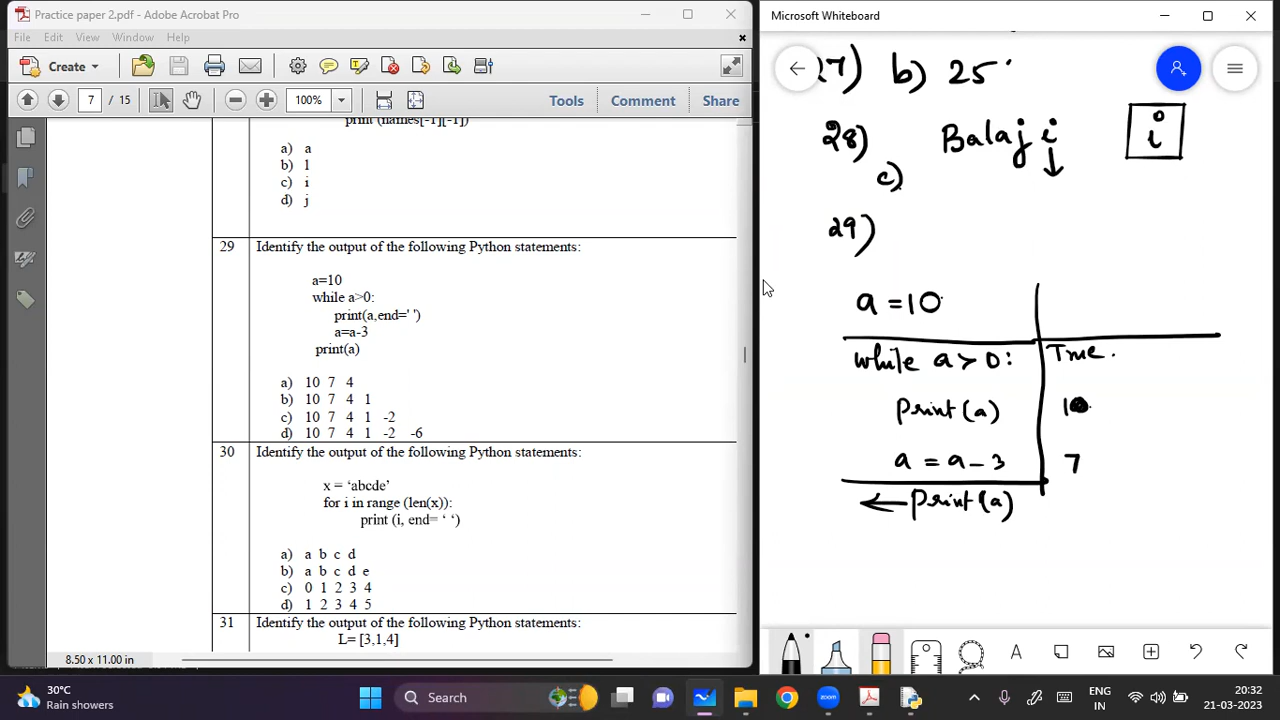 Practice paper 2.pdf - Adobe Acrobat Pro
File Edit View Window Help
Create
7 / 15
100%
Tools Comment Share
print (names[-1][-1])
a) a
b) l
c) i
d) j
29 Identify the output of the following Python statements:
a=10
while a>0:
print(a,end=' ')
a=a-3
print(a)
a) 10 7 4
b) 10 7 4 1
c) 10 7 4 1 -2
d) 10 7 4 1 -2 -6
30 Identify the output of the following Python statements:
x = ‘abcde’
for i in range (len(x)):
print (i, end= ‘ ‘)
a) a b c d
b) a b c d e
c) 0 1 2 3 4
d) 1 2 3 4 5
31 Identify the output of the following Python statements:
L= [3,1,4]
8.50 x 11.00 in
Microsoft Whiteboard
27) b) 25
28) Balaji i
c)
29)
a = 10
while a > 0: True.
print(a) 10
a = a - 3 7
print(a)
30°C
Rain showers
Search
zoom
ENG
IN
20:32
21-03-2023